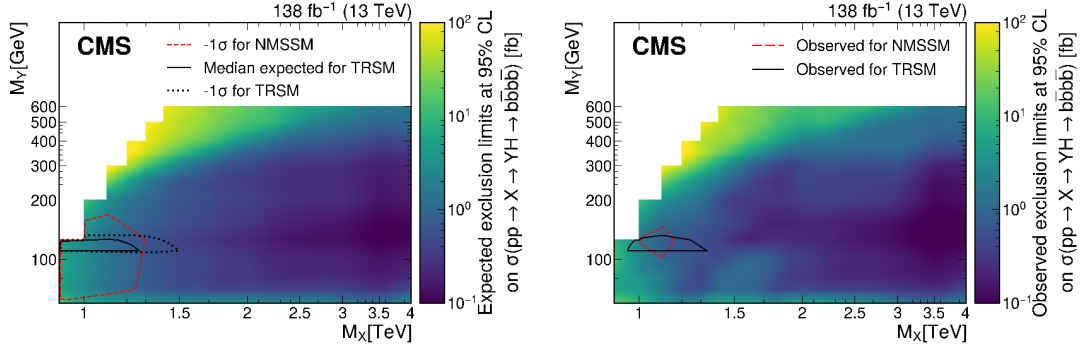 138 fb⁻¹ (13 TeV)
CMS
-1σ for NMSSM
Median expected for TRSM
-1σ for TRSM
M_Y[GeV]
600
500
400
300
200
100
1
1.5
2
2.5
3
3.5
4
M_X[TeV]
10²
10¹
10⁰
10⁻¹
Expected exclusion limits at 95% CL
on σ(pp → X → YH → bb̅bb̅) [fb]
138 fb⁻¹ (13 TeV)
CMS
Observed for NMSSM
Observed for TRSM
M_Y[GeV]
600
500
400
300
200
100
1
1.5
2
2.5
3
3.5
4
M_X[TeV]
10²
10¹
10⁰
10⁻¹
Observed exclusion limits at 95% CL
on σ(pp → X → YH → bb̅bb̅) [fb]